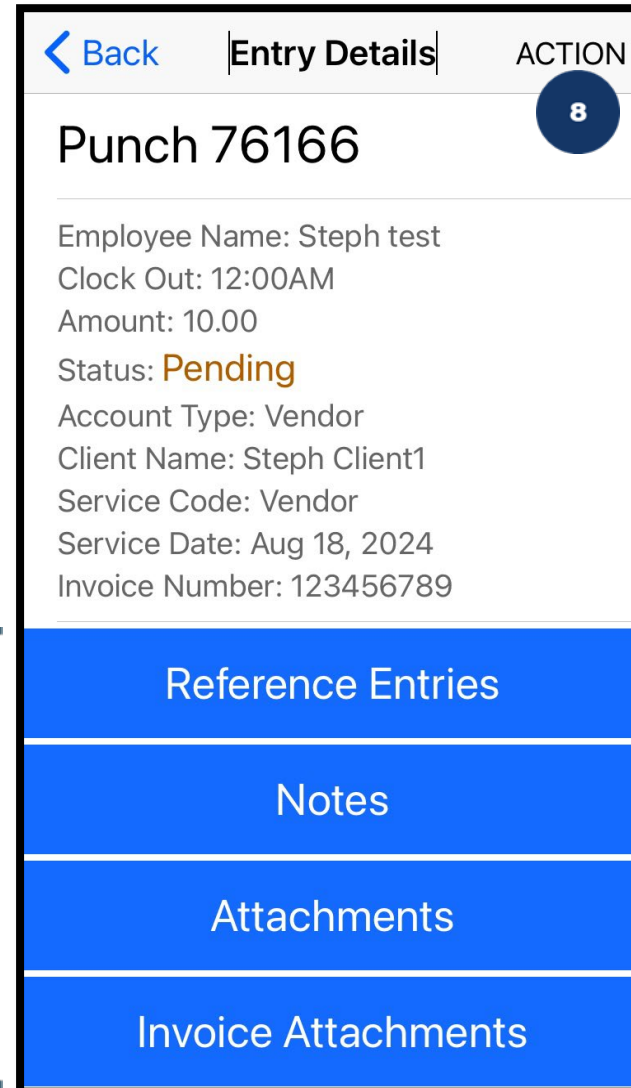 Back Entry Details ACTION
8
Punch 76166
Employee Name: Steph test
Clock Out: 12:00AM
Amount: 10.00
Status: Pending
Account Type: Vendor
Client Name: Steph Client1
Service Code: Vendor
Service Date: Aug 18, 2024
Invoice Number: 123456789
Reference Entries
Notes
Attachments
Invoice Attachments